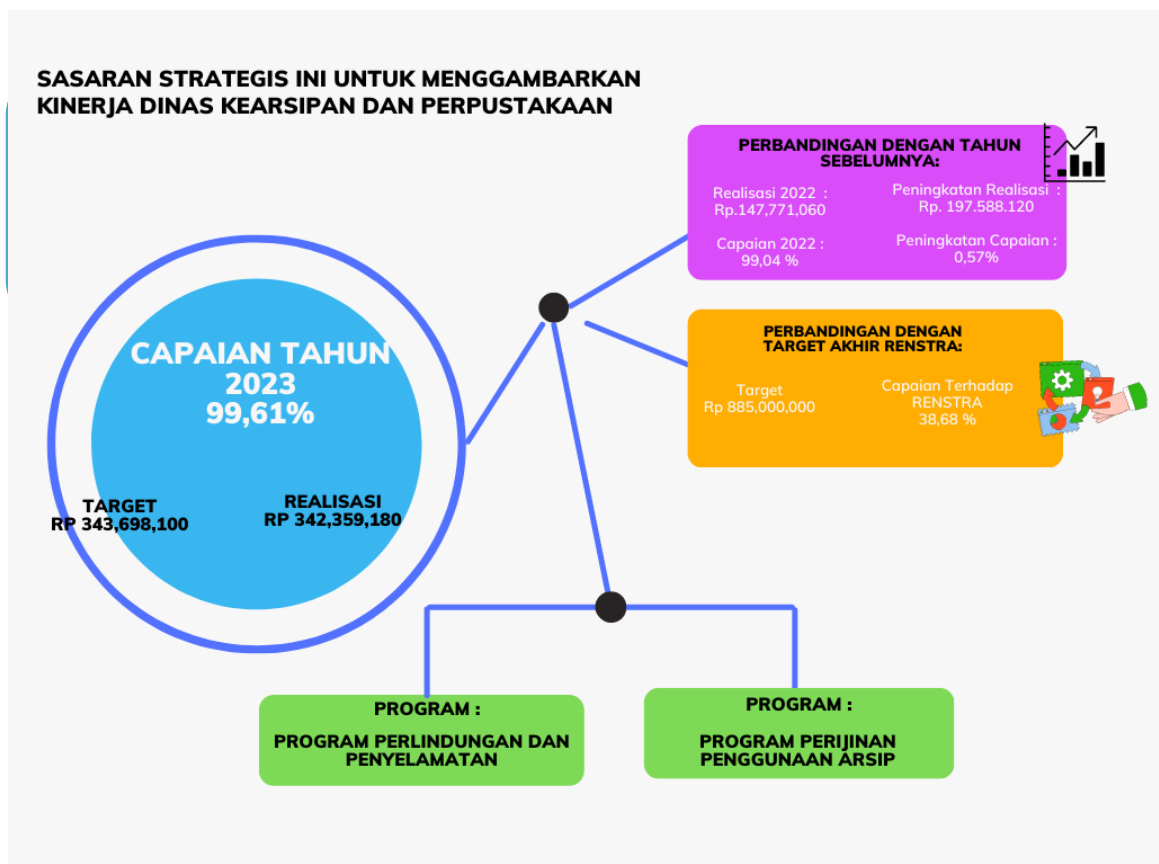 SASARAN STRATEGIS INI UNTUK MENGGAMBARKAN
KINERJA DINAS KEARSIPAN DAN PERPUSTAKAAN
PERBANDINGAN DENGAN TAHUN
SEBELUMNYA:
Realisasi 2022 :
Rp.147,771,060
Peningkatan Realisasi :
Rp. 197.588.120
Capaian 2022 :
99,04 %
Peningkatan Capaian :
0,57%
PERBANDINGAN DENGAN
TARGET AKHIR RENSTRA:
Target
Rp 885,000,000
Capaian Terhadap
RENSTRA
38,68 %
CAPAIAN TAHUN
2023
99,61%
TARGET
RP 343,698,100
REALISASI
RP 342,359,180
PROGRAM :
PROGRAM PERLINDUNGAN DAN
PENYELAMATAN
PROGRAM :
PROGRAM PERIJINAN
PENGGUNAAN ARSIP